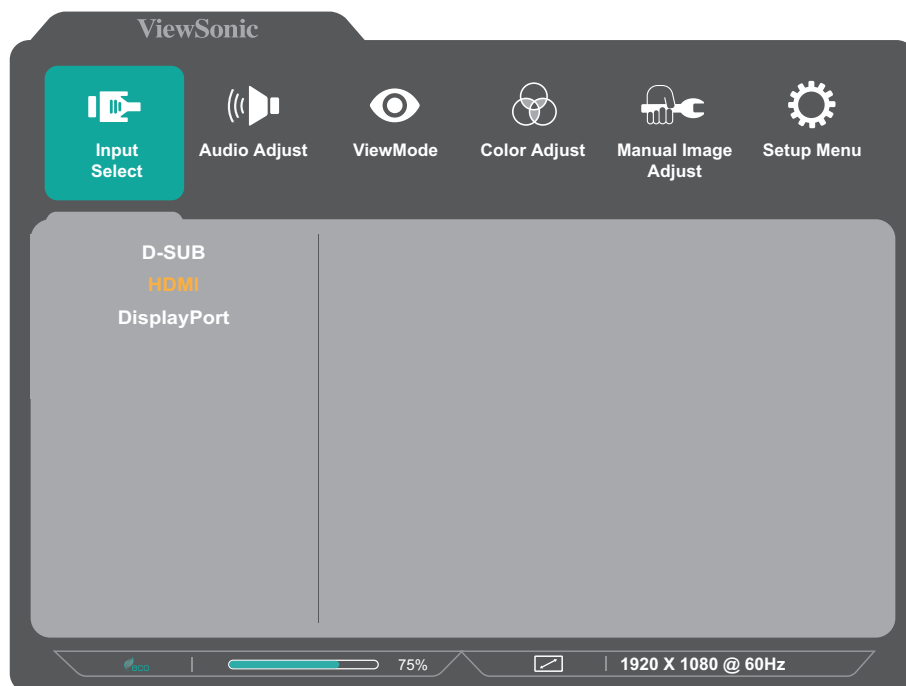 ViewSonic
Input
Select
Audio Adjust
ViewMode
Color Adjust
Manual Image
Adjust
Setup Menu
D-SUB
HDMI
DisplayPort
eco
75%
1920 X 1080 @ 60Hz